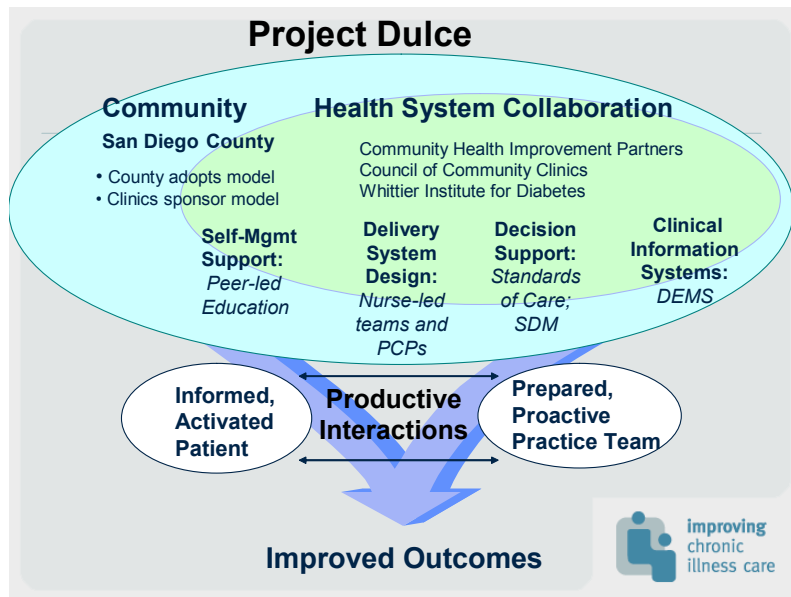 Project Dulce
Community
San Diego County
• County adopts model
• Clinics sponsor model
Health System Collaboration
Community Health Improvement Partners
Council of Community Clinics
Whittier Institute for Diabetes
Self-Mgmt
Support:
Peer-led
Education
Delivery
System
Design:
Nurse-led
teams and
PCPs
Decision
Support:
Standards
of Care;
SDM
Clinical
Information
Systems:
DEMS
Informed,
Activated
Patient
Productive
Interactions
Prepared,
Proactive
Practice Team
Improved Outcomes
improving
chronic
illness care